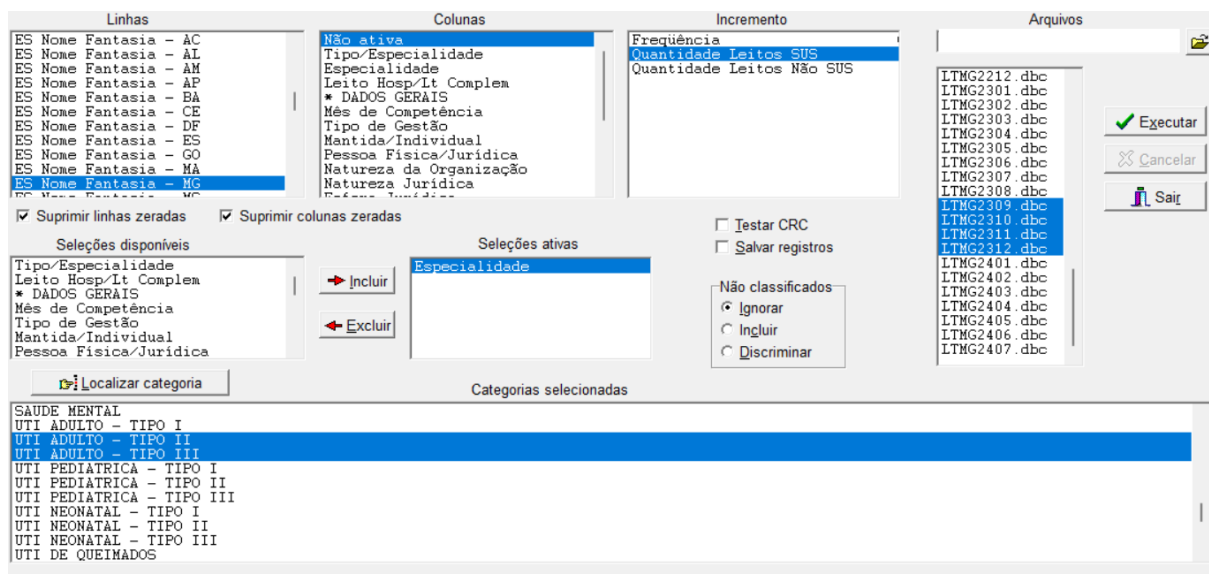 Linhas
ES Nome Fantasia - AC
ES Nome Fantasia - AL
ES Nome Fantasia - AM
ES Nome Fantasia - AP
ES Nome Fantasia - BA
ES Nome Fantasia - CE
ES Nome Fantasia - DF
ES Nome Fantasia - ES
ES Nome Fantasia - GO
ES Nome Fantasia - MA
ES Nome Fantasia - MG
Colunas
Não ativa
Tipo/Especialidade
Especialidade
Leito Hosp/Lt Complem
* DADOS GERAIS
Mês de Competência
Tipo de Gestão
Mantida/Individual
Pessoa Física/Jurídica
Natureza da Organização
Natureza Jurídica
Incremento
Freqüência
Quantidade Leitos SUS
Quantidade Leitos Não SUS
Arquivos
LTMG2212.dbc
LTMG2301.dbc
LTMG2302.dbc
LTMG2303.dbc
LTMG2304.dbc
LTMG2305.dbc
LTMG2306.dbc
LTMG2307.dbc
LTMG2308.dbc
LTMG2309.dbc
LTMG2310.dbc
LTMG2311.dbc
LTMG2312.dbc
LTMG2401.dbc
LTMG2402.dbc
LTMG2403.dbc
LTMG2404.dbc
LTMG2405.dbc
LTMG2406.dbc
LTMG2407.dbc
Executar
Cancelar
Sair
Suprimir linhas zeradas
Suprimir colunas zeradas
Testar CRC
Salvar registros
Seleções disponíveis
Tipo/Especialidade
Leito Hosp/Lt Complem
* DADOS GERAIS
Mês de Competência
Tipo de Gestão
Mantida/Individual
Pessoa Física/Jurídica
Incluir
Excluir
Seleções ativas
Especialidade
Não classificados
Ignorar
Incluir
Discriminar
Localizar categoria
Categorias selecionadas
SAUDE MENTAL
UTI ADULTO - TIPO I
UTI ADULTO - TIPO II
UTI ADULTO - TIPO III
UTI PEDIATRICA - TIPO I
UTI PEDIATRICA - TIPO II
UTI PEDIATRICA - TIPO III
UTI NEONATAL - TIPO I
UTI NEONATAL - TIPO II
UTI NEONATAL - TIPO III
UTI DE QUEIMADOS